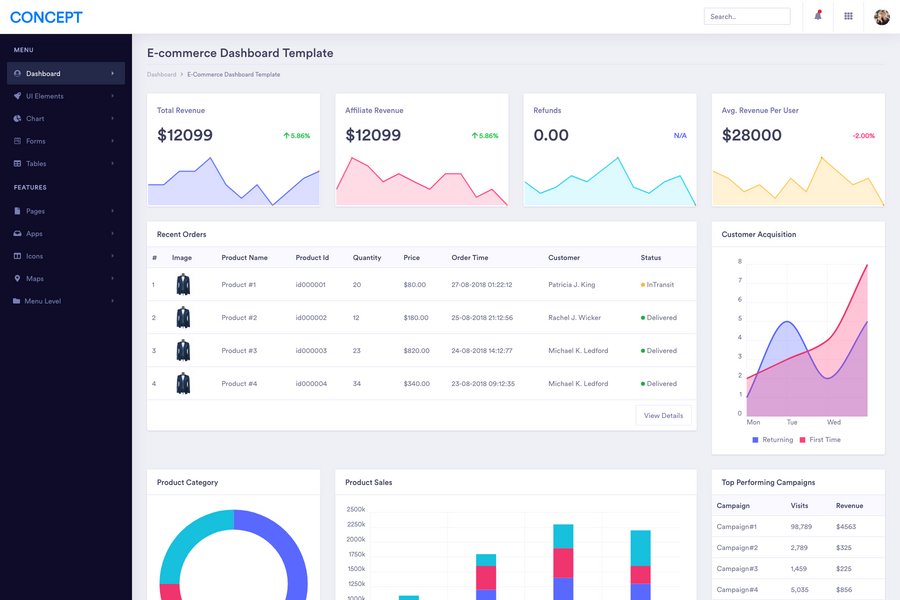 CONCEPT
Search..
MENU
Dashboard
UI Elements
Chart
Forms
Tables
FEATURES
Pages
Apps
Icons
Maps
Menu Level
E-commerce Dashboard Template
Dashboard > E-Commerce Dashboard Template
Total Revenue
$12099 5.86%
Affiliate Revenue
$12099 5.86%
Refunds
0.00 N/A
Avg. Revenue Per User
$28000 -2.00%
Recent Orders
# Image Product Name Product Id Quantity Price Order Time Customer Status
1 Product #1 id000001 20 $80.00 27-08-2018 01:22:12 Patricia J. King InTransit
2 Product #2 id000002 12 $180.00 25-08-2018 21:12:56 Rachel J. Wicker Delivered
3 Product #3 id000003 23 $820.00 24-08-2018 14:12:77 Michael K. Ledford Delivered
4 Product #4 id000004 34 $340.00 23-08-2018 09:12:35 Michael K. Ledford Delivered
View Details
Customer Acquisition
8
7
6
5
4
3
2
1
0
Mon Tue Wed
Returning First Time
Product Category
Product Sales
2500k
2250k
2000k
1750k
1500k
1250k
1000k
Top Performing Campaigns
Campaign Visits Revenue
Campaign#1 98,789 $4563
Campaign#2 2,789 $325
Campaign#3 1,459 $225
Campaign#4 5,035 $856